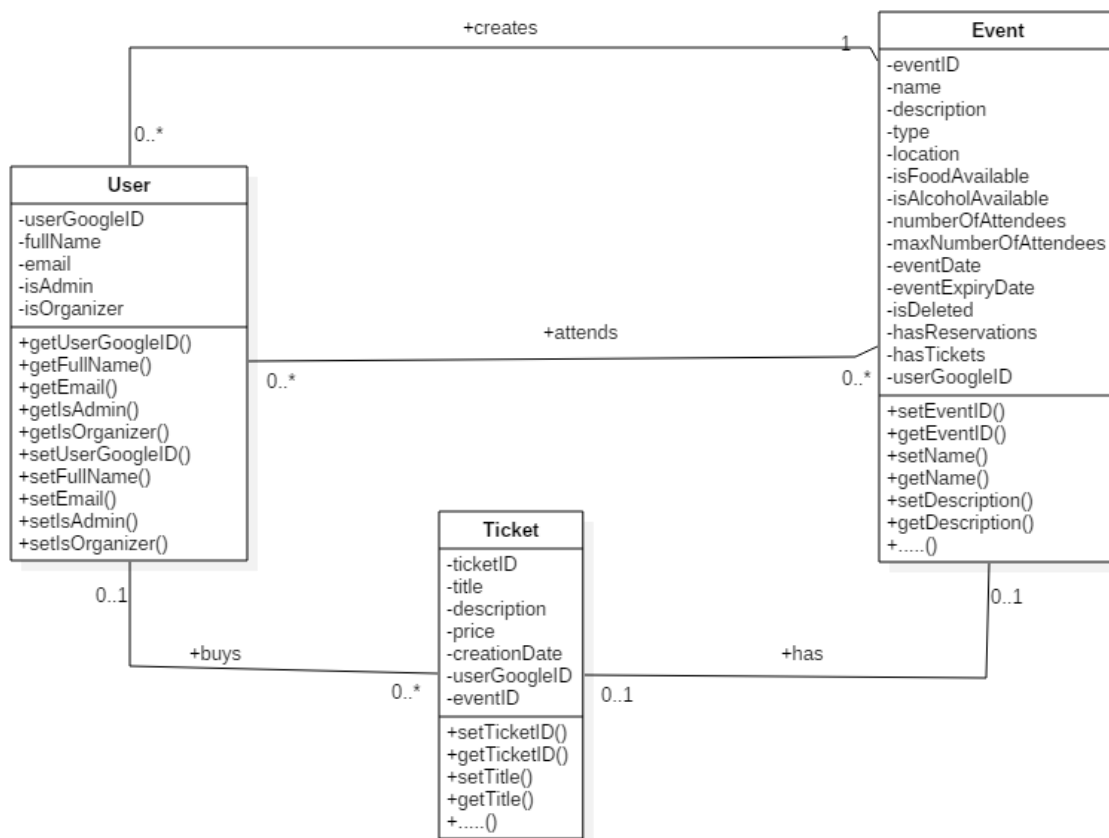 +creates
1
0..*
User
-userGoogleID
-fullName
-email
-isAdmin
-isOrganizer
+getUserGoogleID()
+getFullName()
+getEmail()
+getIsAdmin()
+getIsOrganizer()
+setUserGoogleID()
+setFullName()
+setEmail()
+setIsAdmin()
+setIsOrganizer()
+attends
0..*
0..*
Event
-eventID
-name
-description
-type
-location
-isFoodAvailable
-isAlcoholAvailable
-numberOfAttendees
-maxNumberOfAttendees
-eventDate
-eventExpiryDate
-isDeleted
-hasReservations
-hasTickets
-userGoogleID
+setEventID()
+getEventID()
+setName()
+getName()
+setDescription()
+getDescription()
+.....()
0..1
+buys
0..*
Ticket
-ticketID
-title
-description
-price
-creationDate
-userGoogleID
-eventID
+setTicketID()
+getTicketID()
+setTitle()
+getTitle()
+.....()
0..1
+has
0..1